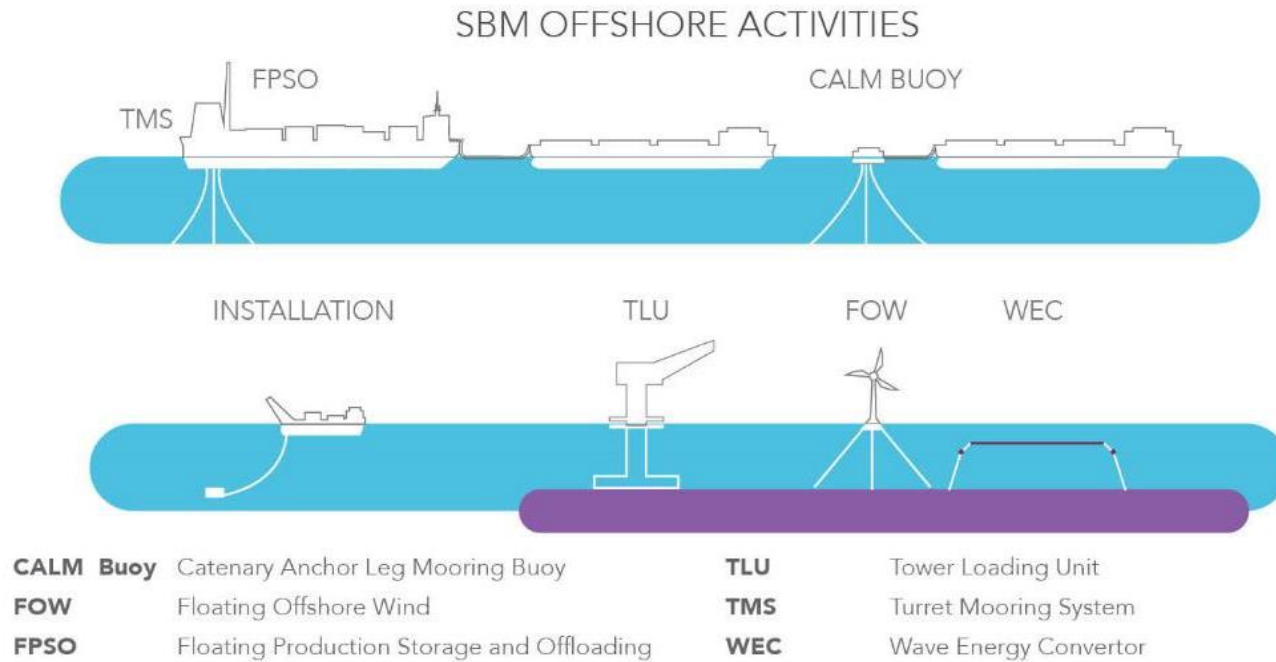 SBM OFFSHORE ACTIVITIES
FPSO
CALM BUOY
TMS
INSTALLATION
TLU
FOW
WEC
CALM Buoy Catenary Anchor Leg Mooring Buoy
TLU Tower Loading Unit
FOW Floating Offshore Wind
TMS Turret Mooring System
FPSO Floating Production Storage and Offloading
WEC Wave Energy Convertor